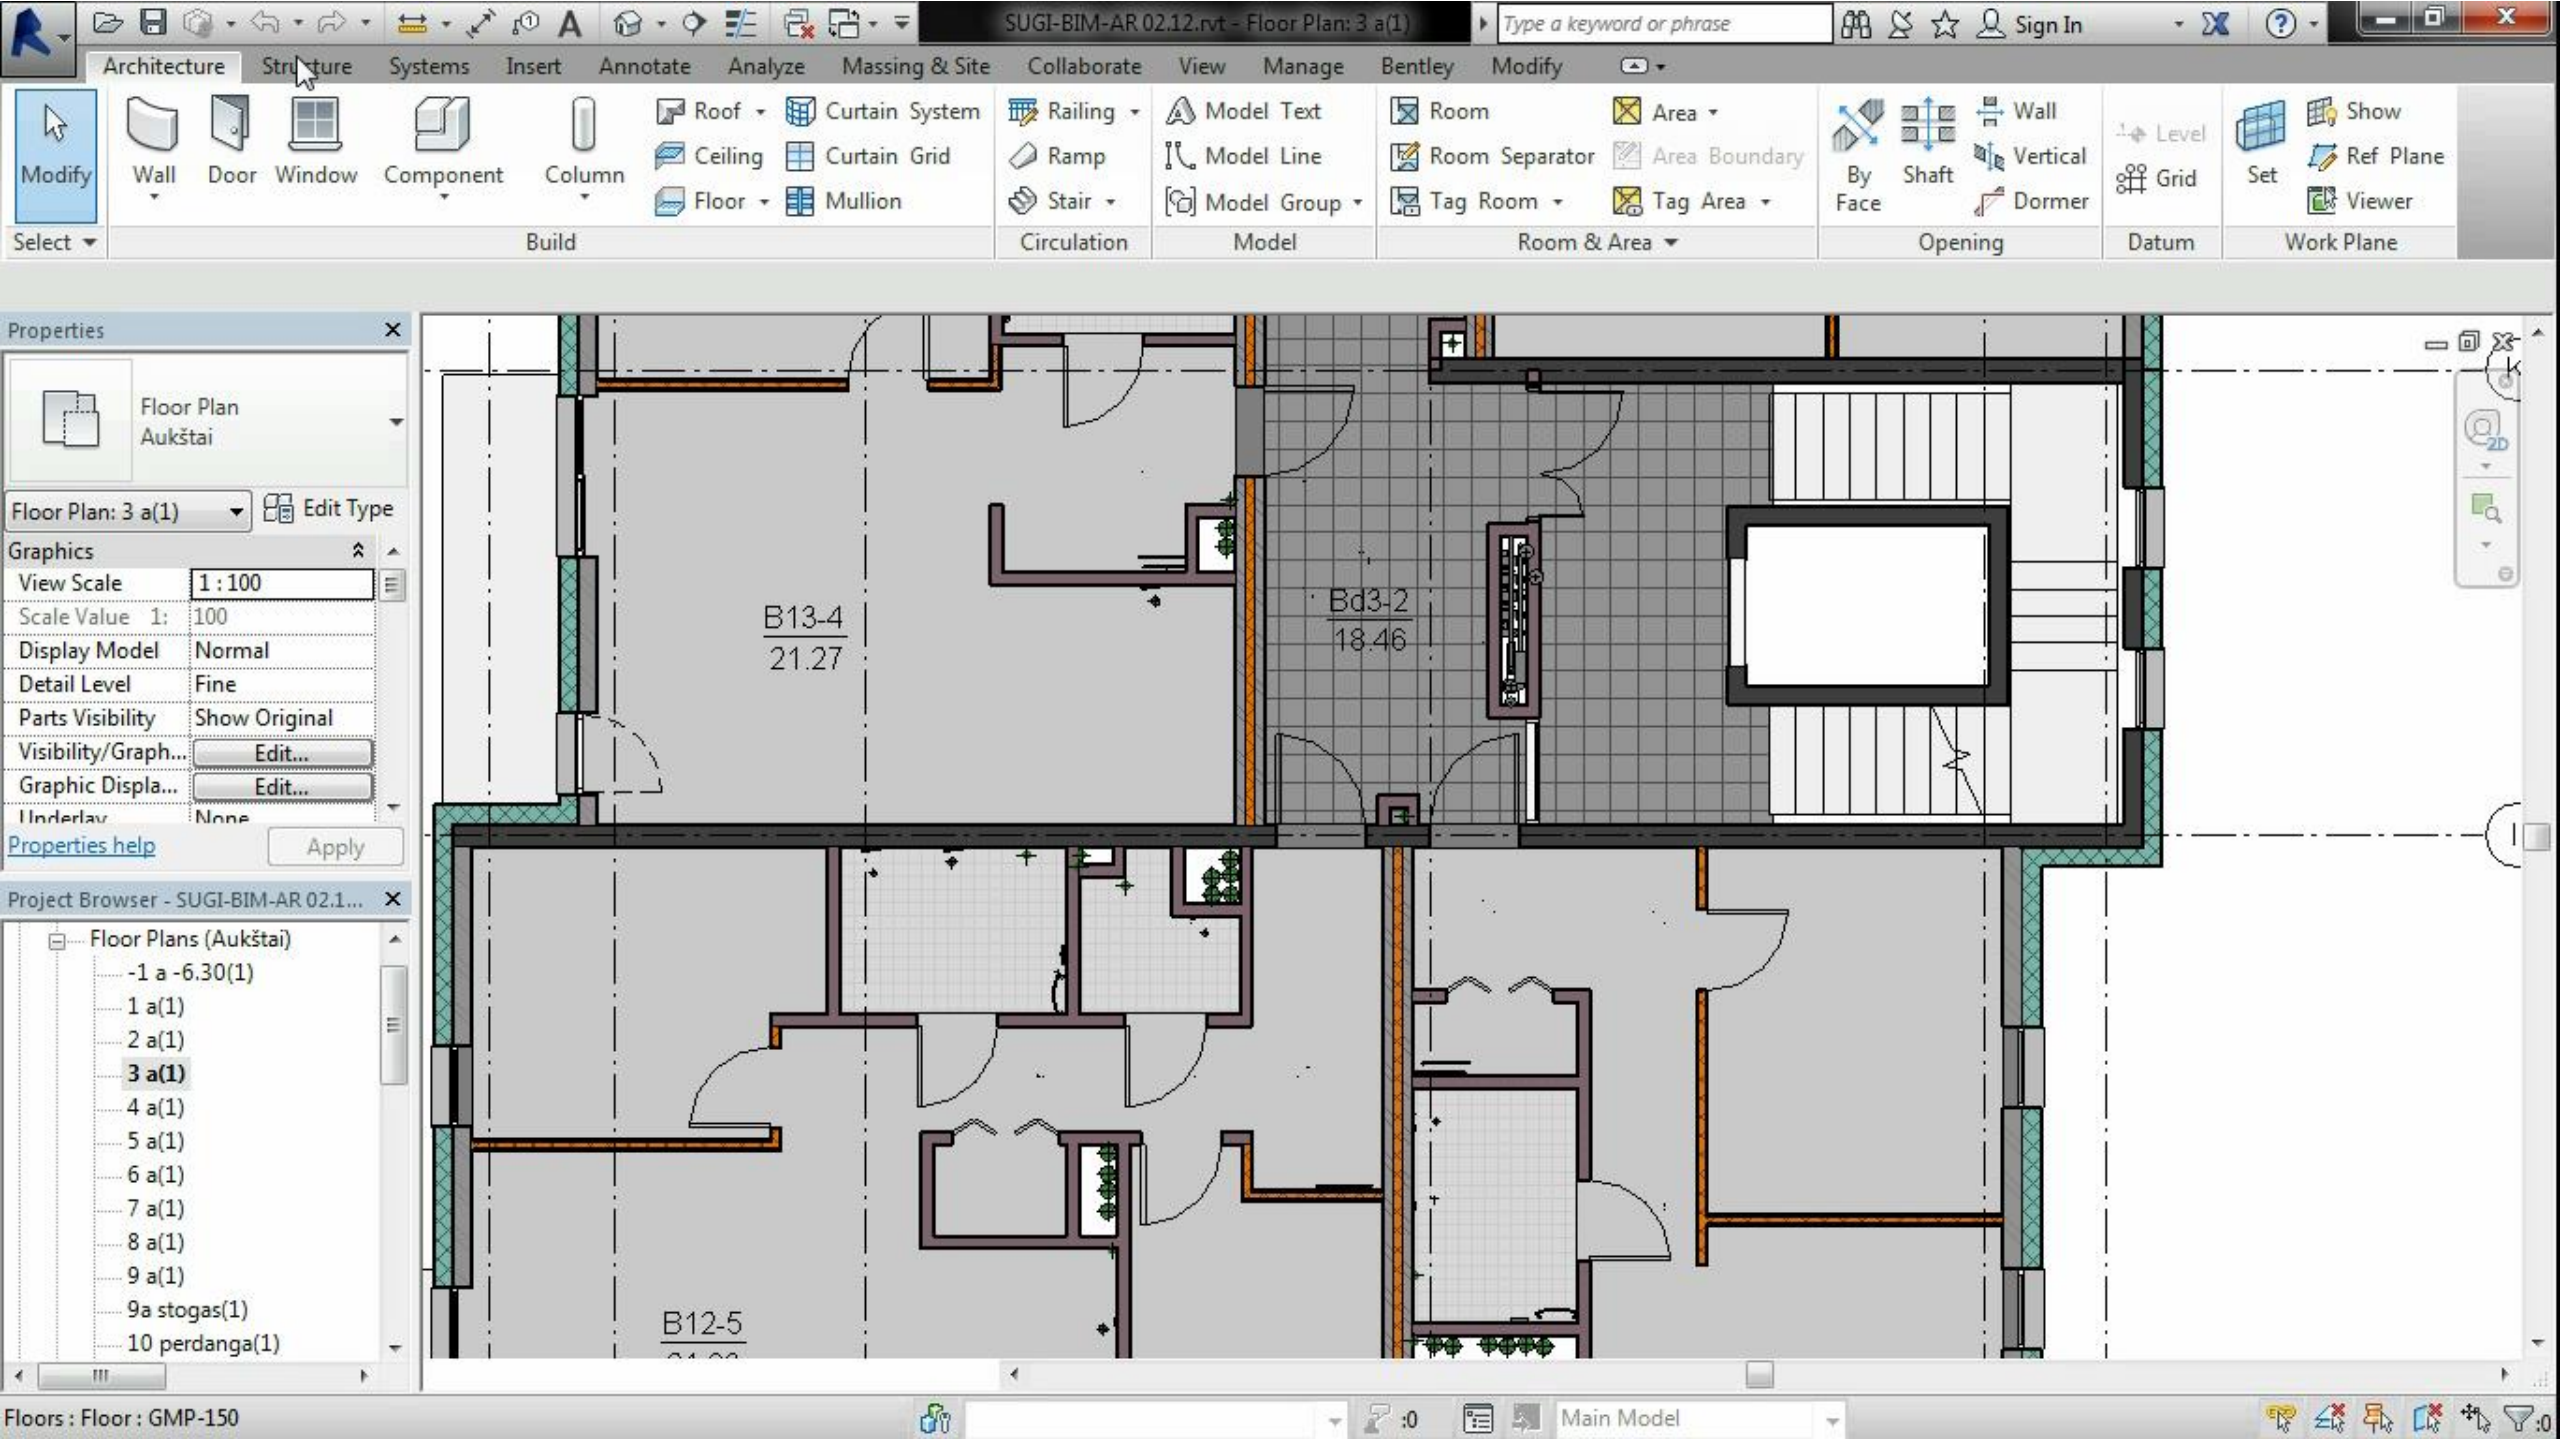 SUGI-BIM-AR 02.12.rvt - Floor Plan: 3 a(1)
Type a keyword or phrase
Sign In
Architecture Structure Systems Insert Annotate Analyze Massing & Site Collaborate View Manage Bentley Modify
Modify
Wall
Door
Window
Component
Column
Roof
Ceiling
Floor
Curtain System
Curtain Grid
Mullion
Railing
Ramp
Stair
Model Text
Model Line
Model Group
Room
Room Separator
Tag Room
Area
Area Boundary
Tag Area
By
Face
Shaft
Wall
Vertical
Dormer
Level
Grid
Set
Show
Ref Plane
Viewer
Select
Build
Circulation
Model
Room & Area
Opening
Datum
Work Plane
Properties
Floor Plan
Aukštai
Floor Plan: 3 a(1)
Edit Type
Graphics
View Scale 1 : 100
Scale Value 1: 100
Display Model Normal
Detail Level Fine
Parts Visibility Show Original
Visibility/Graph... Edit...
Graphic Displa... Edit...
Underlay None
Properties help
Apply
Project Browser - SUGI-BIM-AR 02.1...
Floor Plans (Aukštai)
-1 a -6.30(1)
1 a(1)
2 a(1)
3 a(1)
4 a(1)
5 a(1)
6 a(1)
7 a(1)
8 a(1)
9 a(1)
9a stogas(1)
10 perdanga(1)
B13-4
21.27
Bd3-2
18.46
B12-5
2D
K
I
Floors : Floor : GMP-150
:0
Main Model
:0